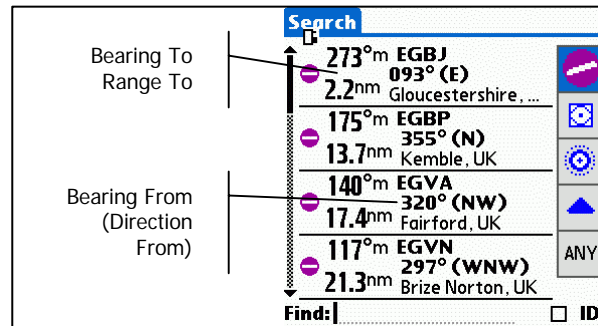 Search
Bearing To
Range To
273°m EGBJ
093° (E)
2.2nm Gloucestershire, ...
175°m EGBP
355° (N)
13.7nm Kemble, UK
Bearing From
(Direction
From)
140°m EGVA
320° (NW)
17.4nm Fairford, UK
117°m EGVN
297° (WNW)
21.3nm Brize Norton, UK
ANY
Find:
ID